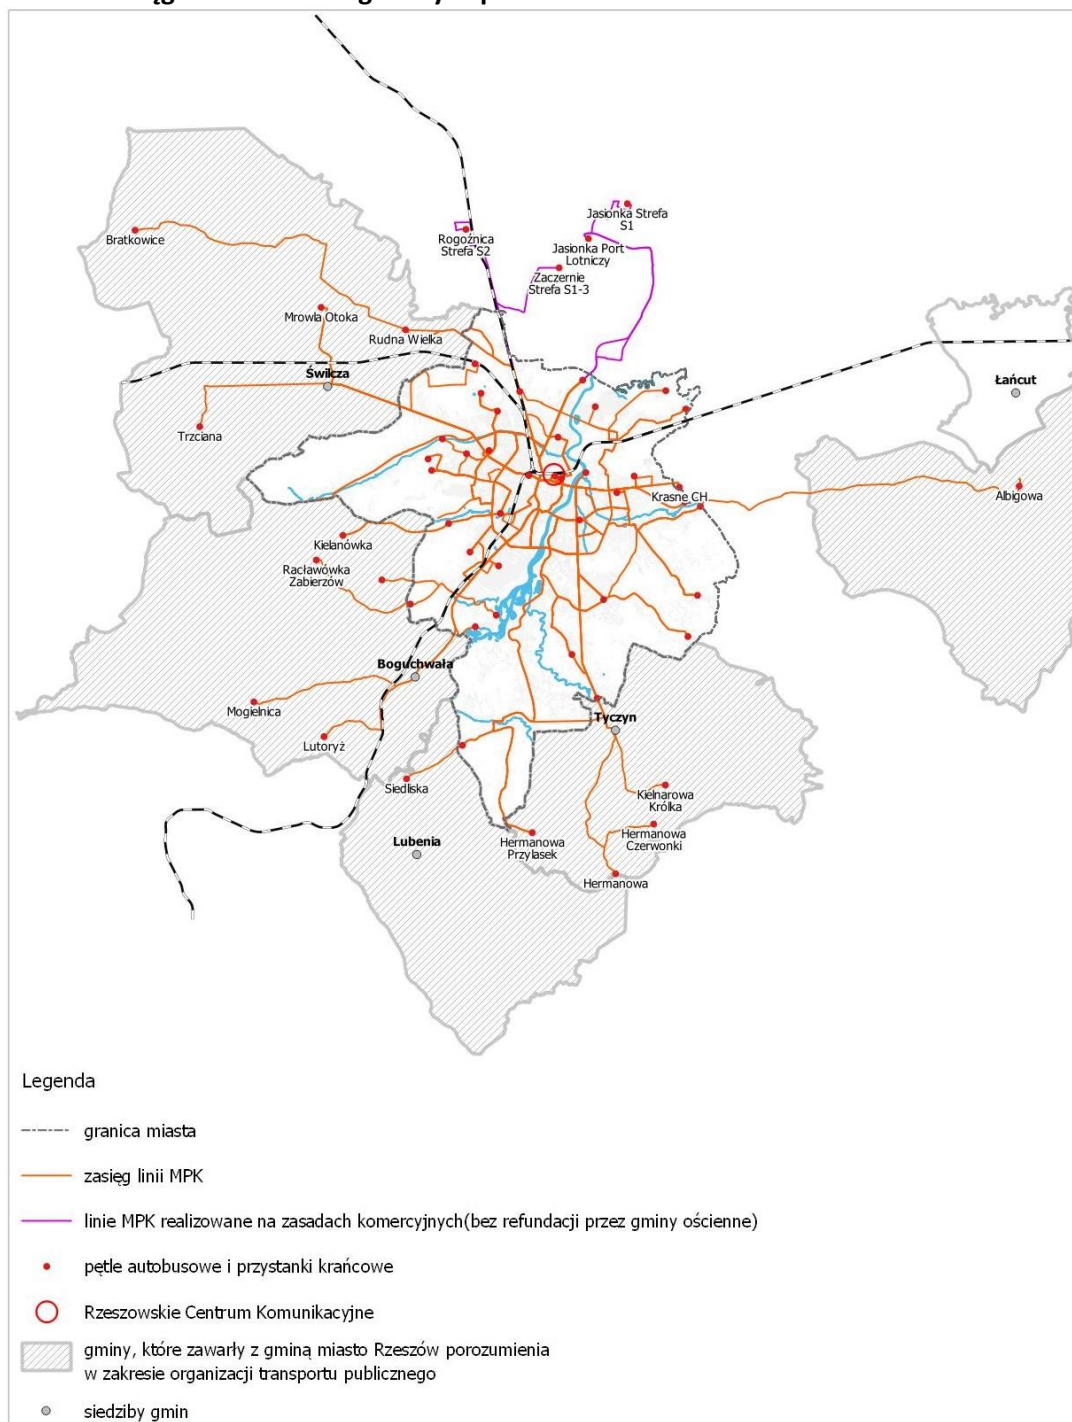 Bratkowice
Rogoźnica
Strefa S2
Jasionka Strefa
S1
Jasionka Port
Lotniczy
Zaczernie
Strefa S1-3
Mrowla Otoka
Rudna Wielka
Świlcza
Łańcut
Trzciana
Krasne CH
Albigowa
Kielanówka
Racławówka
Zabierzów
Boguchwała
Mogielnica
Lutoryż
Tyczyn
Siedliska
Kielnarowa
Królka
Lubenia
Hermanowa
Przylasek
Hermanowa
Czerwonki
Hermanowa
Legenda
granica miasta
zasięg linii MPK
linie MPK realizowane na zasadach komercyjnych(bez refundacji przez gminy ościenne)
pętle autobusowe i przystanki krańcowe
Rzeszowskie Centrum Komunikacyjne
gminy, które zawarły z gminą miasto Rzeszów porozumienia
w zakresie organizacji transportu publicznego
siedziby gmin